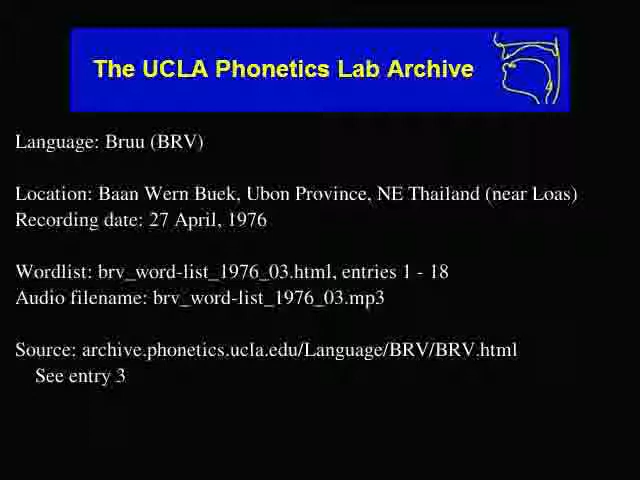 The UCLA Phonetics Lab Archive
Language: Bruu (BRV)
Location: Baan Wern Buek, Ubon Province, NE Thailand (near Loas)
Recording date: 27 April, 1976
Wordlist: brv_word-list_1976_03.html, entries 1 - 18
Audio filename: brv_word-list_1976_03.mp3
Source: archive.phonetics.ucla.edu/Language/BRV/BRV.html
See entry 3